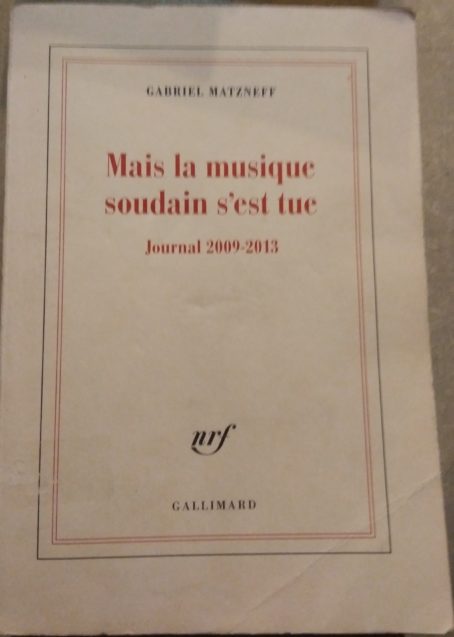 GABRIEL MATZNEFF
Mais la musique
soudain s'est tue
Journal 2009-2013
nrf
GALLIMARD